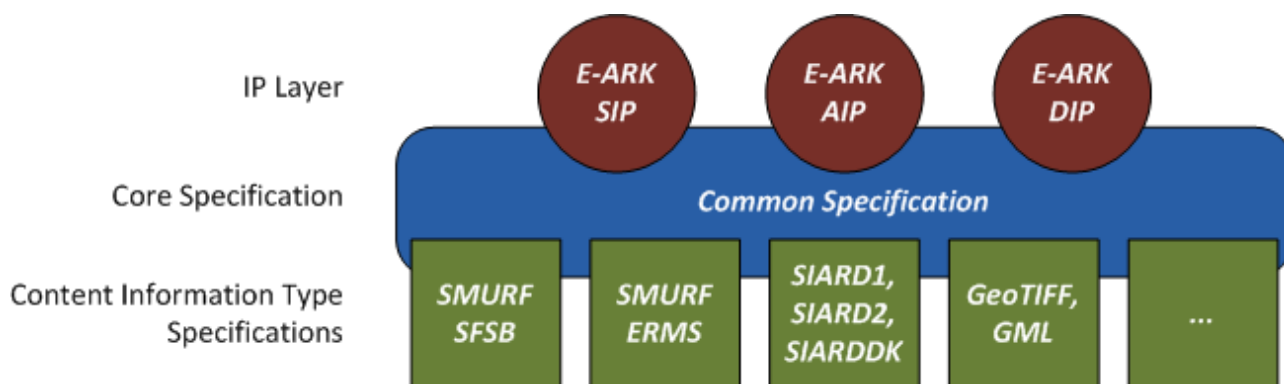 IP Layer
E-ARK
SIP
E-ARK
AIP
E-ARK
DIP
Core Specification
Common Specification
Content Information Type
Specifications
SMURF
SFSB
SMURF
ERMS
SIARD1,
SIARD2,
SIARDDK
GeoTIFF,
GML
...